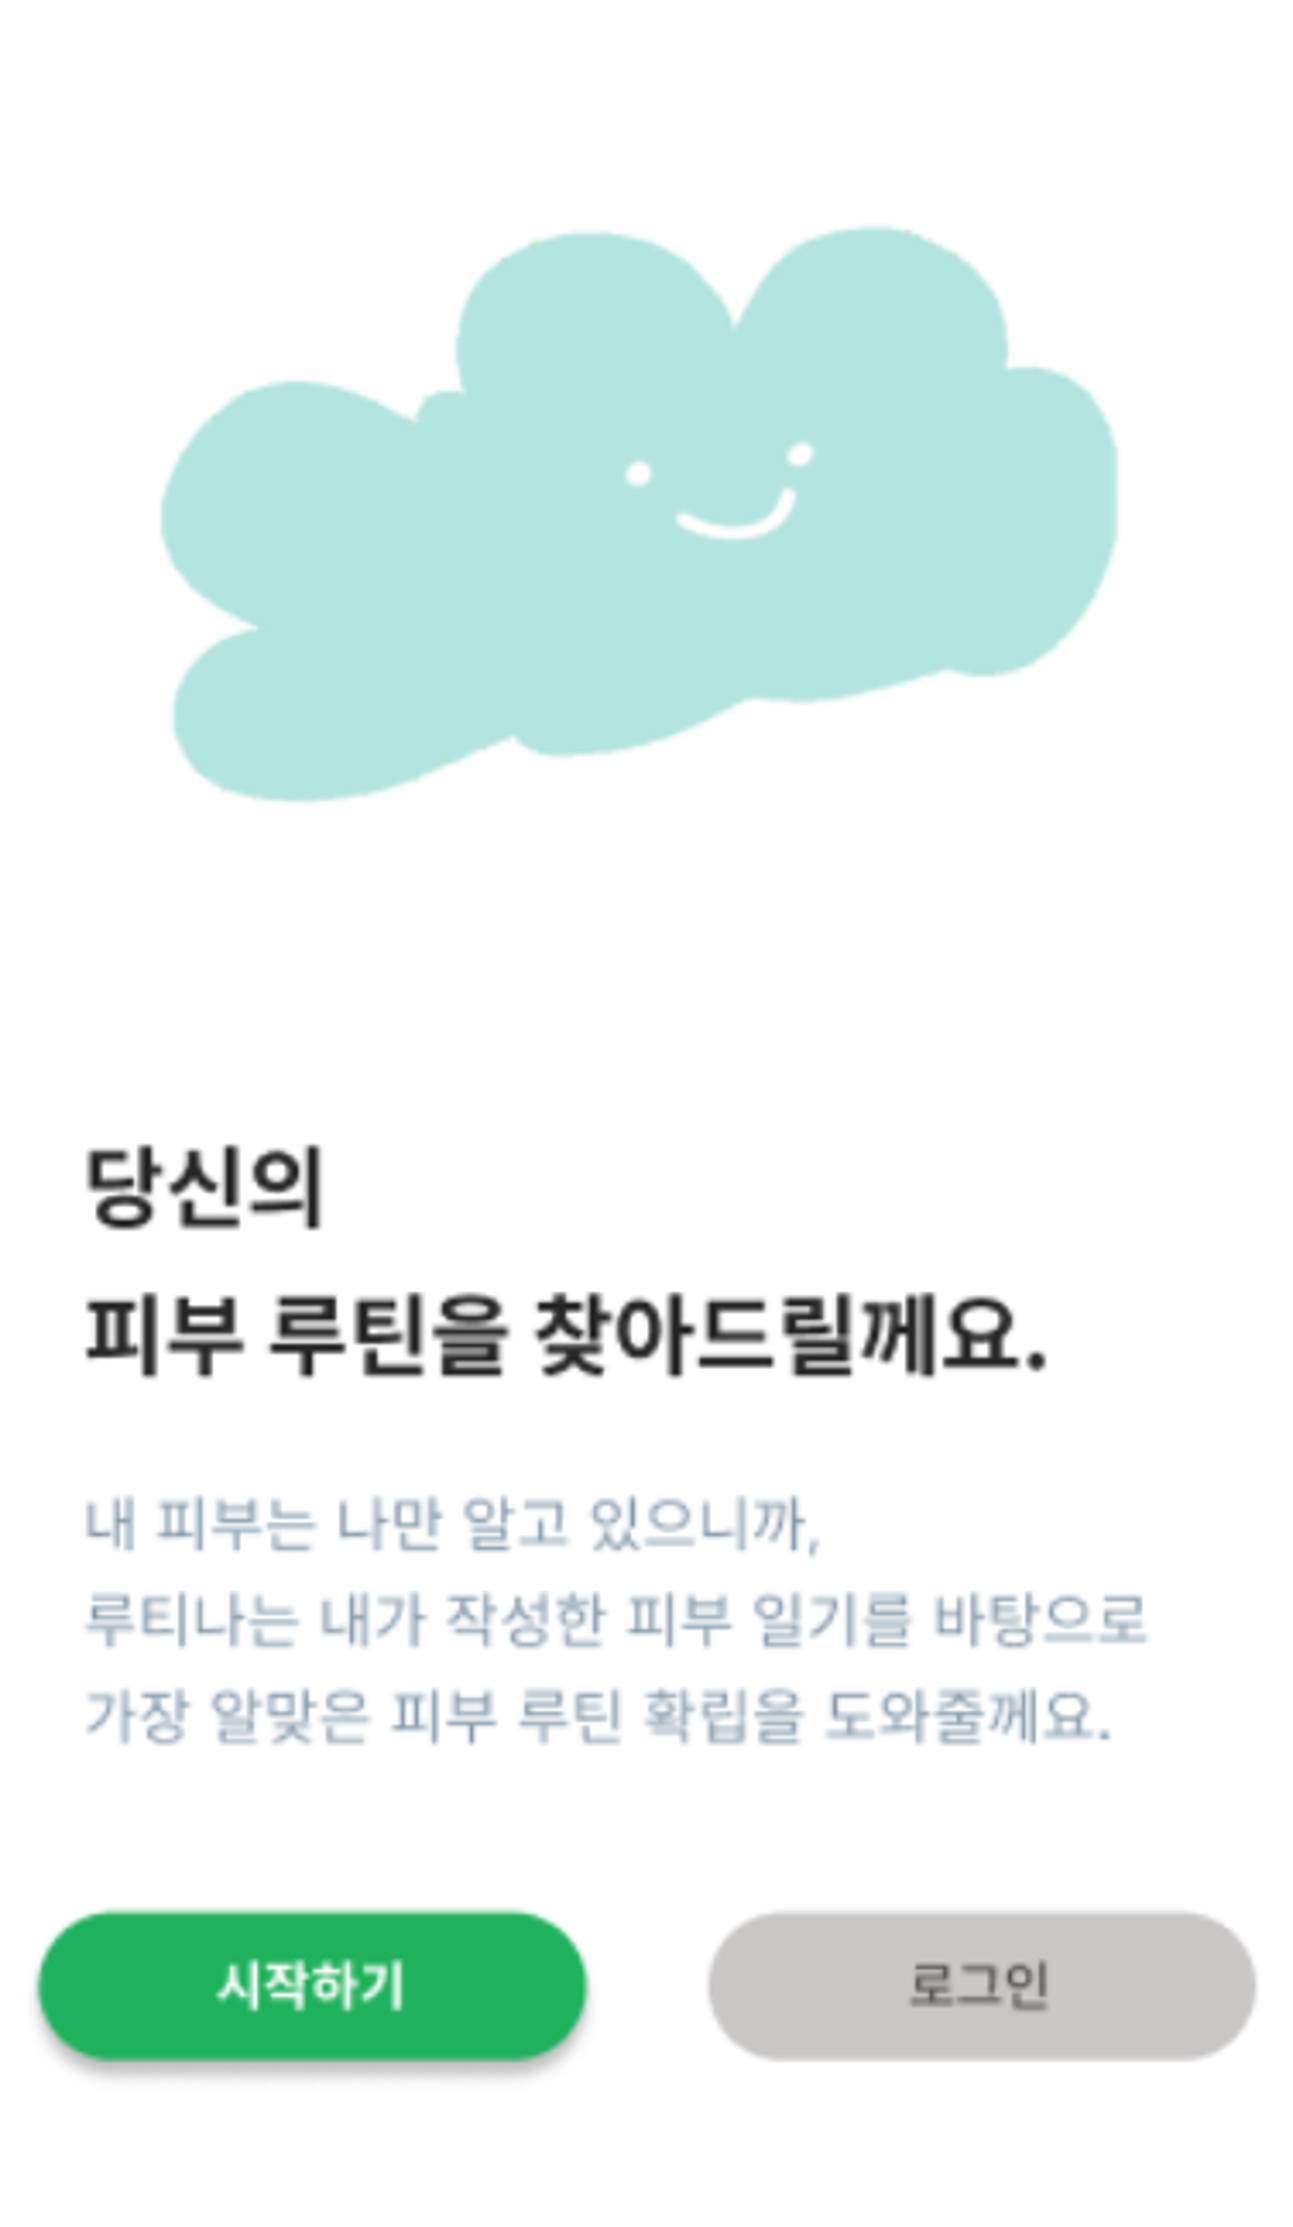 당신의
피부 루틴을 찾아드릴께요.
내 피부는 나만 알고 있으니까,
루티나는 내가 작성한 피부 일기를 바탕으로
가장 알맞은 피부 루틴 확립을 도와줄께요.
시작하기
로그인